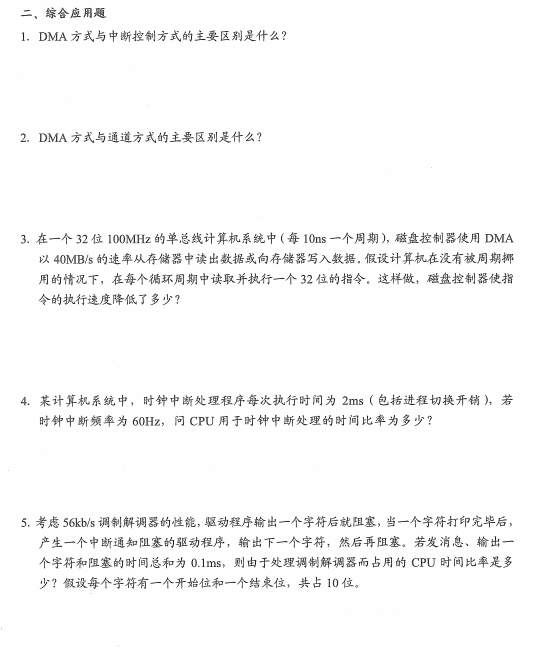 二、综合应用题
1. DMA 方式与中断控制方式的主要区别是什么？
2. DMA 方式与通道方式的主要区别是什么？
3. 在一个 32 位 100MHz 的单总线计算机系统中（每 10ns 一个周期），磁盘控制器使用 DMA
以 40MB/s 的速率从存储器中读出数据或向存储器写入数据。假设计算机在没有被周期挪
用的情况下，在每个循环周期中读取并执行一个 32 位的指令。这样做，磁盘控制器使指
令的执行速度降低了多少？
4. 某计算机系统中，时钟中断处理程序每次执行时间为 2ms（包括进程切换开销），若
时钟中断频率为 60Hz，问 CPU 用于时钟中断处理的时间比率为多少？
5. 考虑 56kb/s 调制解调器的性能，驱动程序输出一个字符后就阻塞，当一个字符打印完毕后，
产生一个中断通知阻塞的驱动程序，输出下一个字符，然后再阻塞。若发消息、输出一
个字符和阻塞的时间总和为 0.1ms，则由于处理调制解调器而占用的 CPU 时间比率是多
少？假设每个字符有一个开始位和一个结束位，共占 10 位。